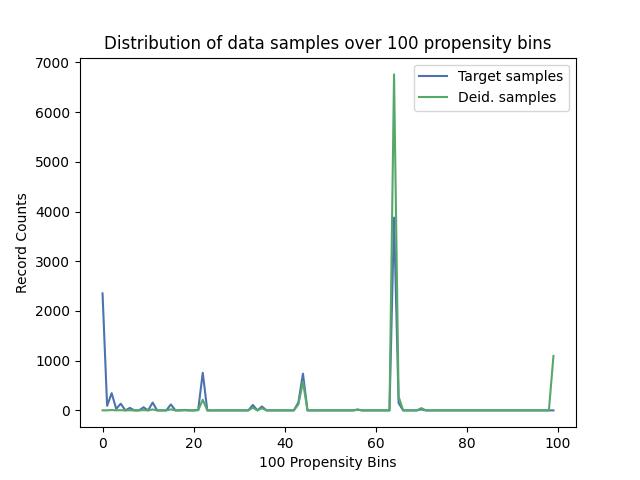 Distribution of data samples over 100 propensity bins
Target samples
Deid. samples
7000
6000
5000
4000
3000
2000
1000
0
Record Counts
0
20
40
60
80
100
100 Propensity Bins